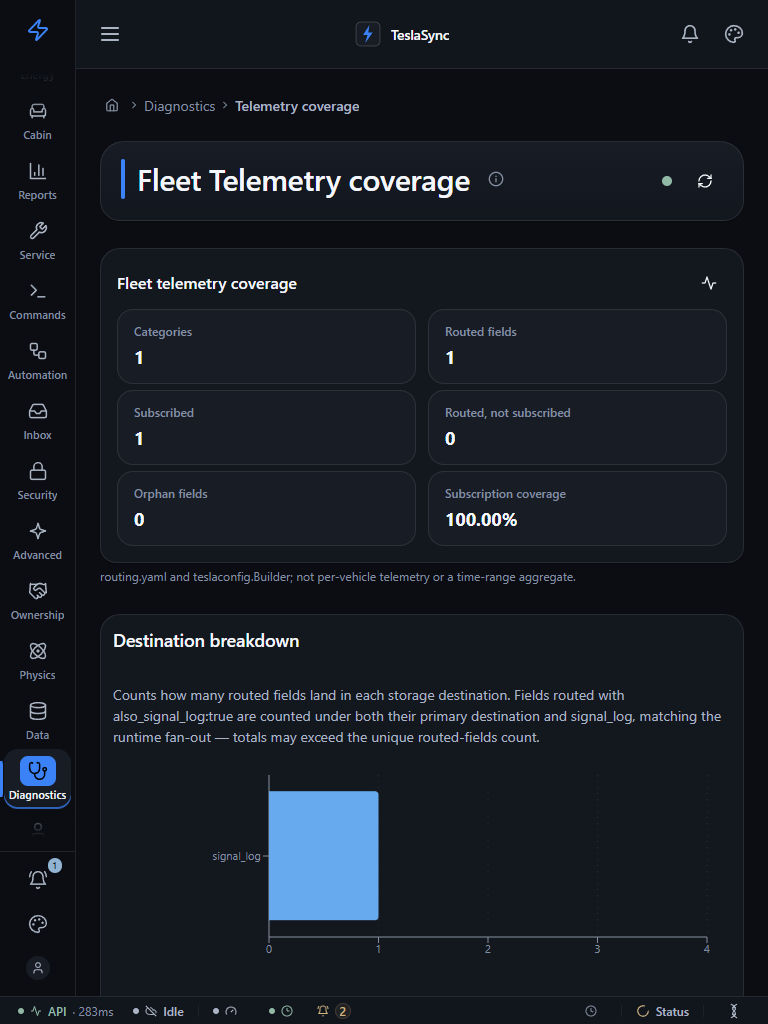 TeslaSync
Energy
Cabin
Reports
Service
Commands
Automation
Inbox
Security
Advanced
Ownership
Physics
Data
Diagnostics
1
Diagnostics
Telemetry coverage
Fleet Telemetry coverage
Fleet telemetry coverage
Categories
1
Routed fields
1
Subscribed
1
Routed, not subscribed
0
Orphan fields
0
Subscription coverage
100.00%
routing.yaml and teslaconfig.Builder; not per-vehicle telemetry or a time-range aggregate.
Destination breakdown
Counts how many routed fields land in each storage destination. Fields routed with
also_signal_log:true are counted under both their primary destination and signal_log, matching the
runtime fan-out — totals may exceed the unique routed-fields count.
signal_log
0 1 2 3 4
API · 283ms
Idle
2
Status